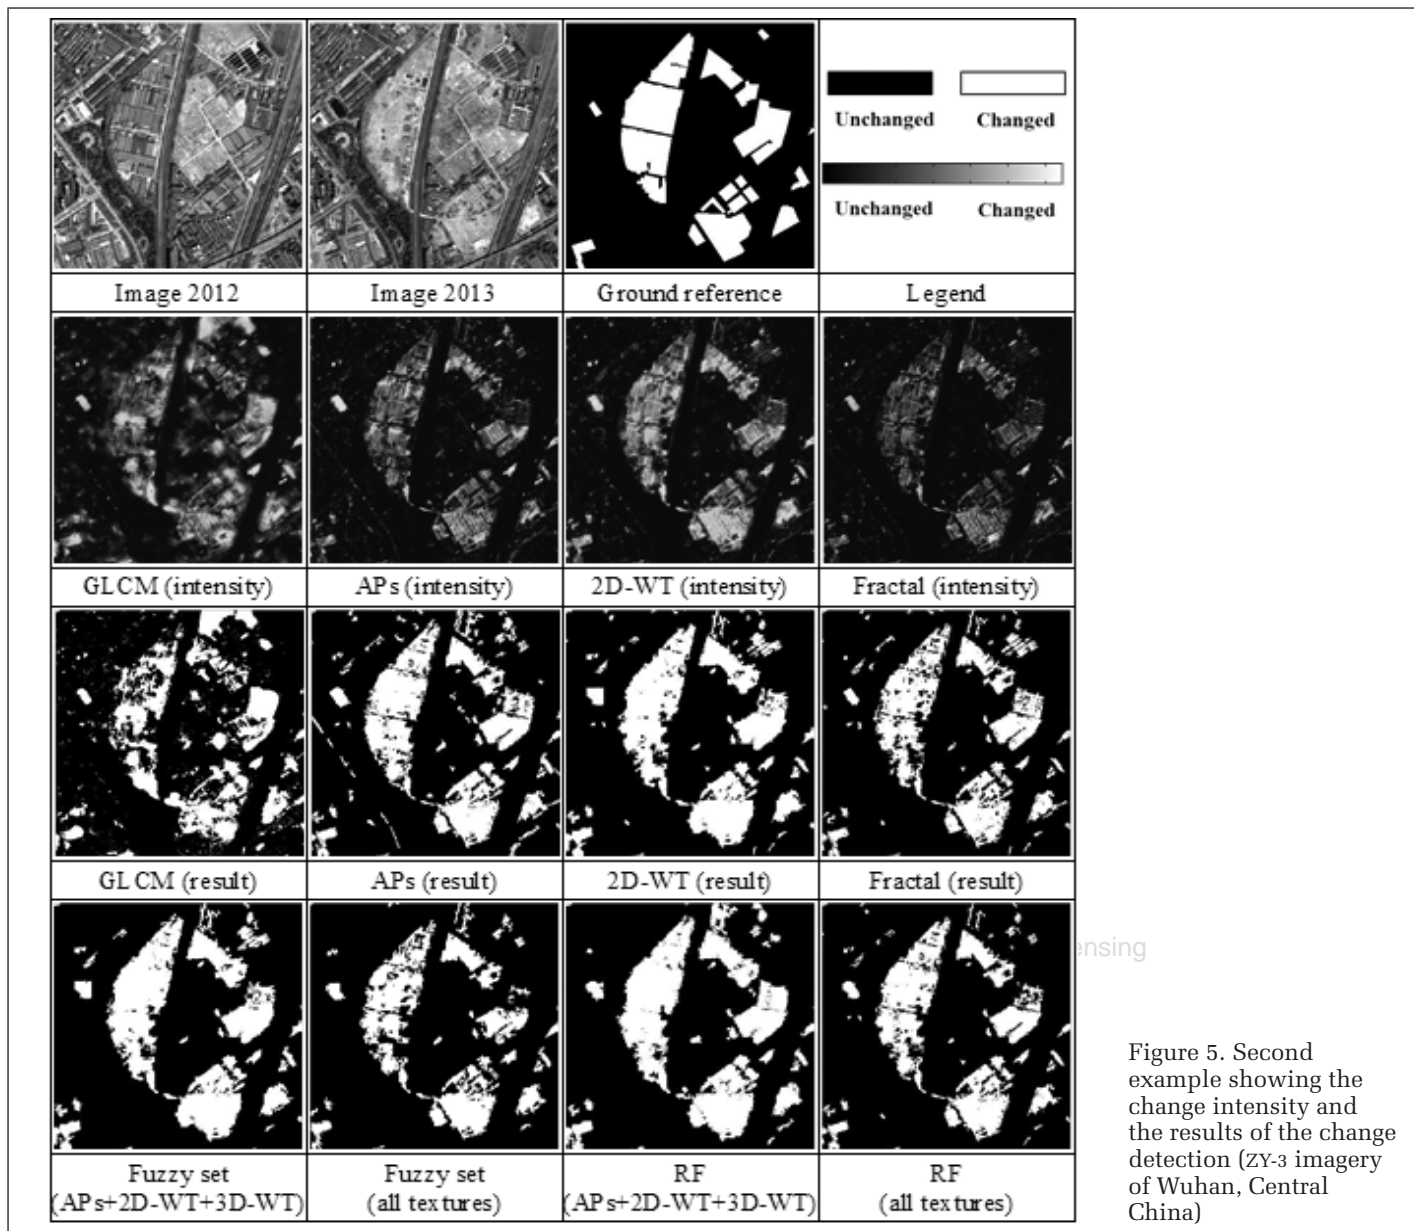 Unchanged Changed
Unchanged Changed
Image 2012 Image 2013 Ground reference Legend
GLCM (intensity) APs (intensity) 2D-WT (intensity) Fractal (intensity)
GLCM (result) APs (result) 2D-WT (result) Fractal (result)
Fuzzy set Fuzzy set RF RF
(APs+2D-WT+3D-WT) (all textures) (APs+2D-WT+3D-WT) (all textures)
ensing
Figure 5. Second
example showing the
change intensity and
the results of the change
detection (ZY-3 imagery
of Wuhan, Central
China)